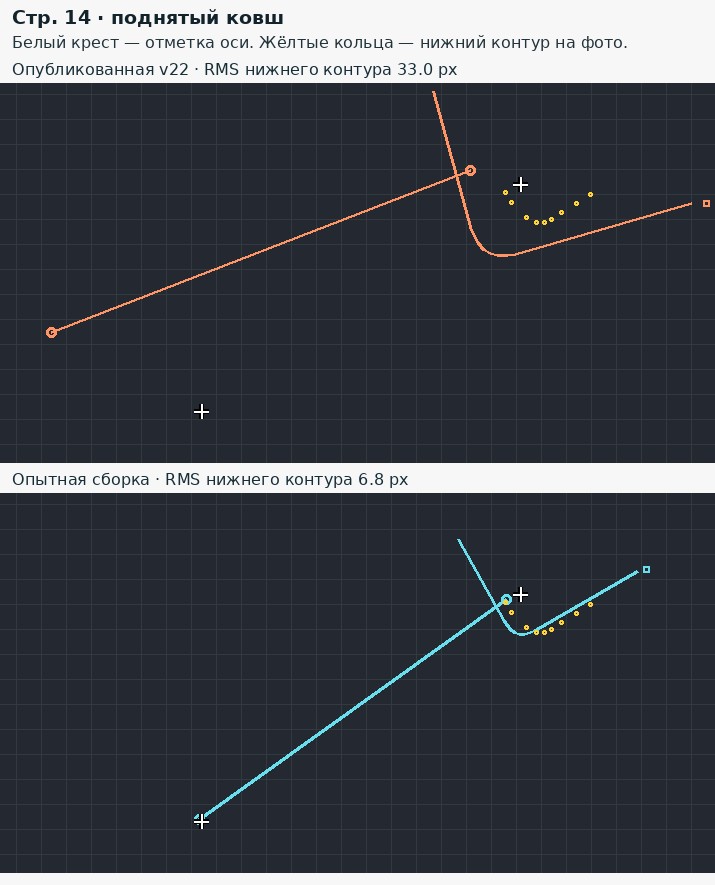 Стр. 14 · поднятый ковш
Белый крест — отметка оси. Жёлтые кольца — нижний контур на фото.
Опубликованная v22 · RMS нижнего контура 33.0 px
Опытная сборка · RMS нижнего контура 6.8 px